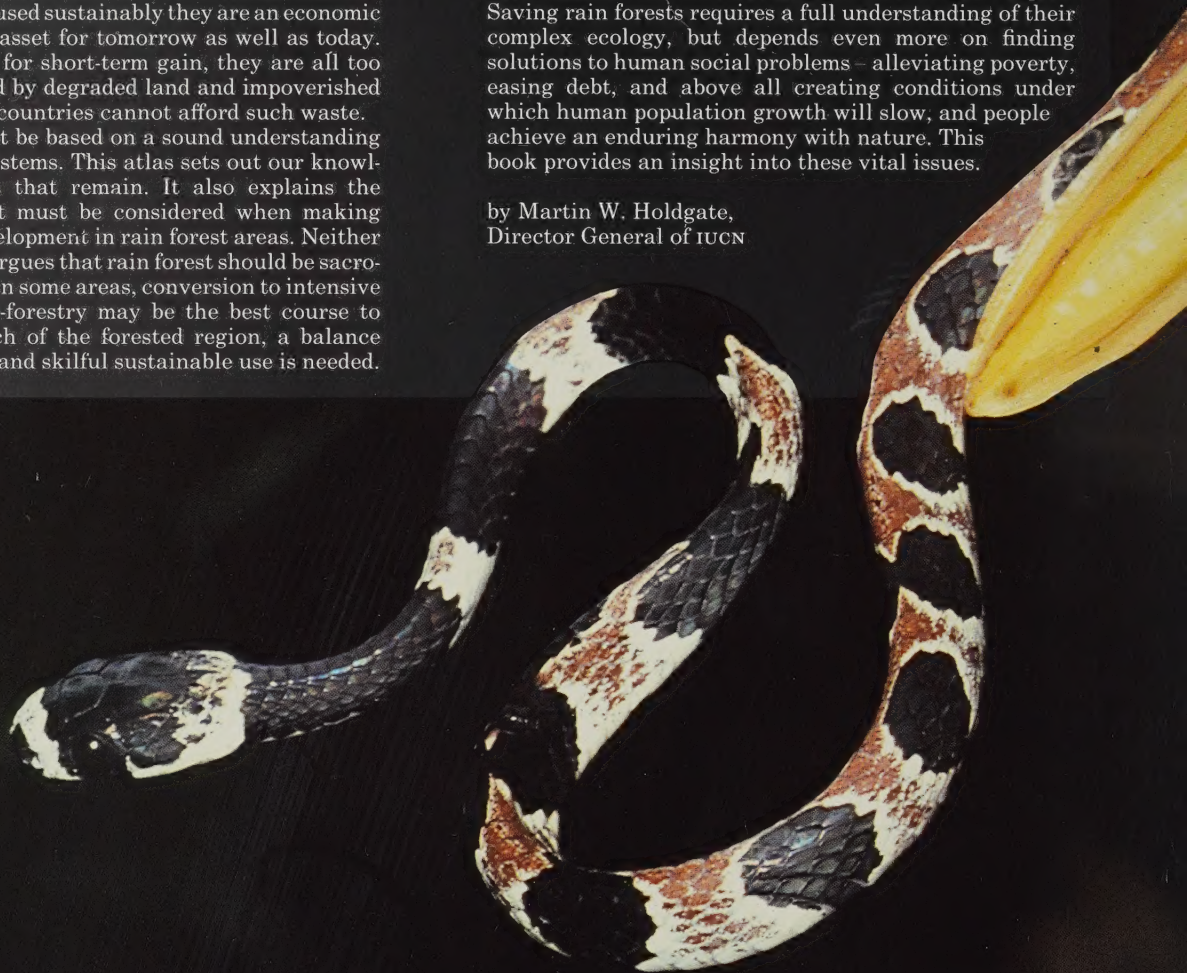 used sustainably they are an economic
asset for tomorrow as well as today.
for short-term gain, they are all too
by degraded land and impoverished
countries cannot afford such waste.
be based on a sound understanding
stems. This atlas sets out our knowl-
that remain. It also explains the
must be considered when making
elopment in rain forest areas. Neither
rgues that rain forest should be sacro-
n some areas, conversion to intensive
-forestry may be the best course to
ch of the forested region, a balance
and skilful sustainable use is needed.
Saving rain forests requires a full understanding of their
complex ecology, but depends even more on finding
solutions to human social problems – alleviating poverty,
easing debt, and above all creating conditions under
which human population growth will slow, and people
achieve an enduring harmony with nature. This
book provides an insight into these vital issues.
by Martin W. Holdgate,
Director General of IUCN